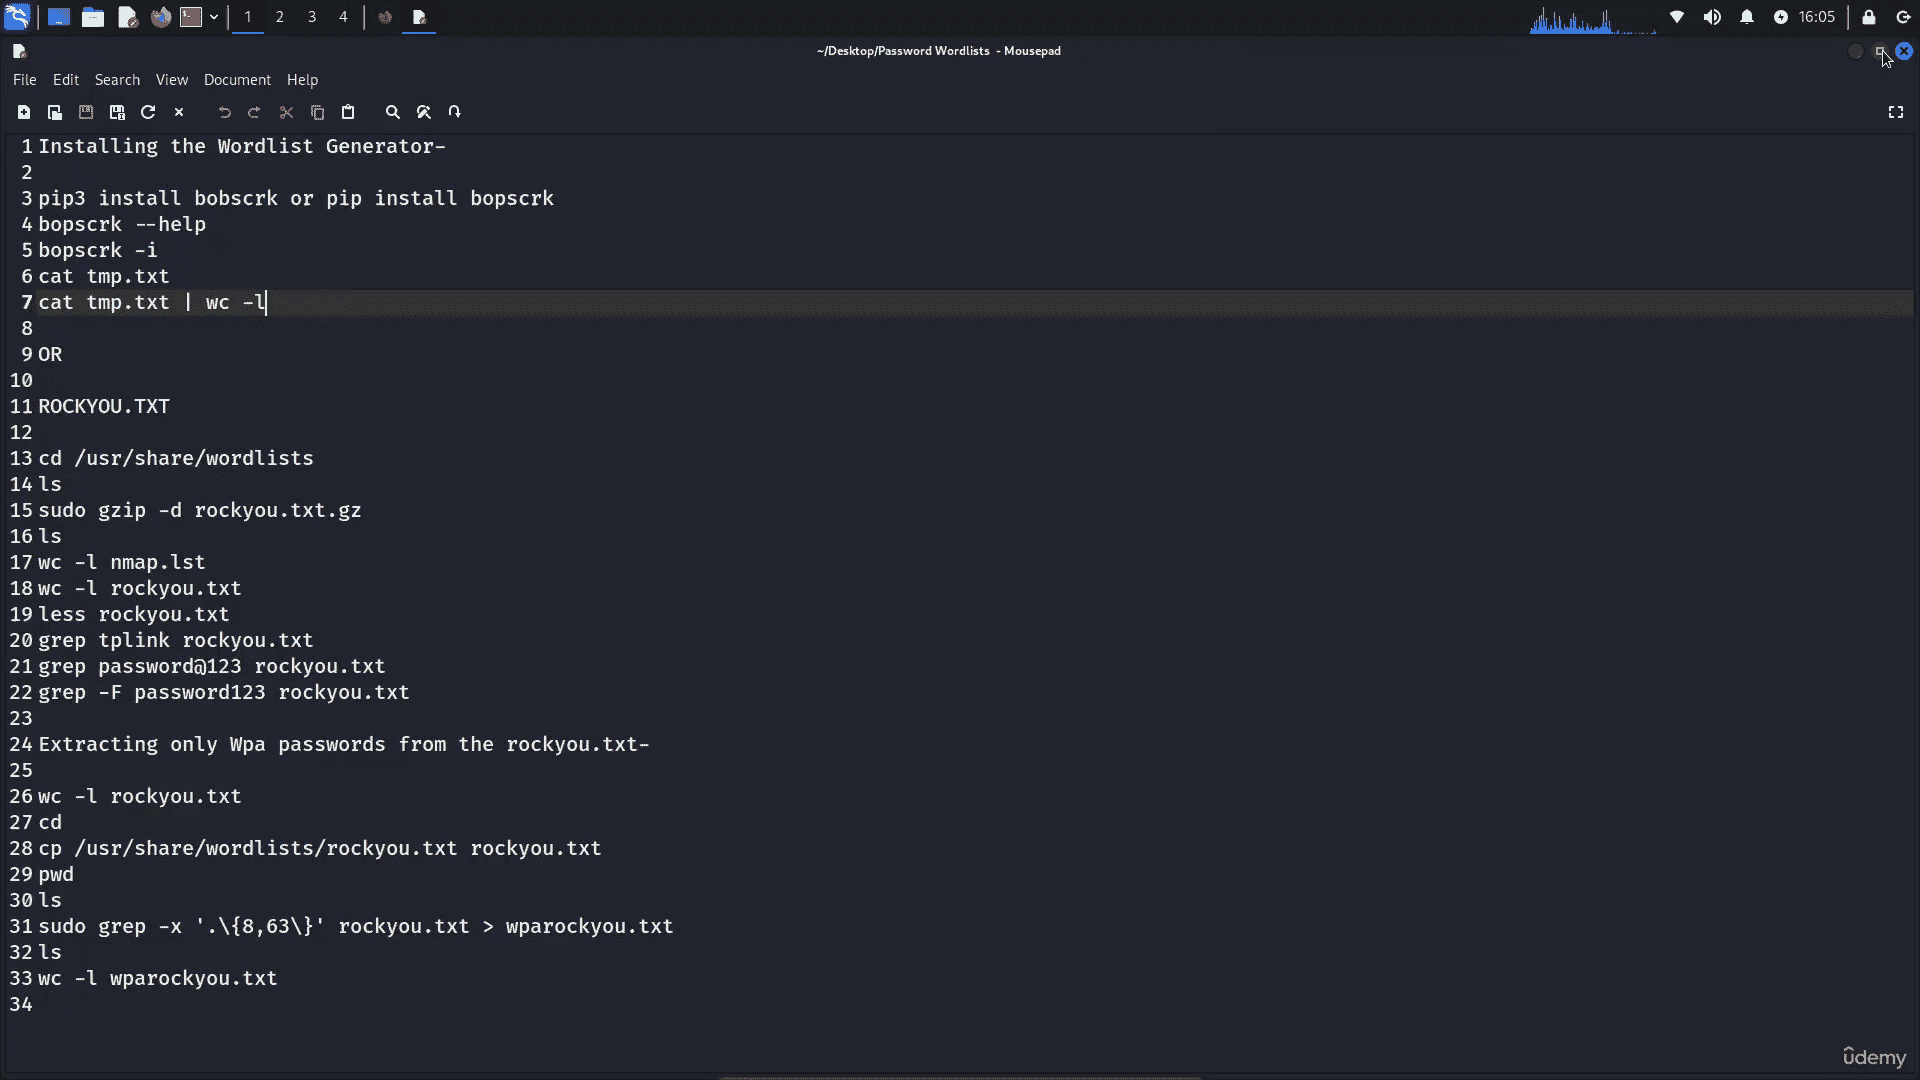 1 2 3 4 16:05
~/Desktop/Password Wordlists - Mousepad
File Edit Search View Document Help
1 Installing the Wordlist Generator-
2
3 pip3 install bobscrk or pip install bopscrk
4 bopscrk --help
5 bopscrk -i
6 cat tmp.txt
7 cat tmp.txt | wc -l
8
9 OR
10
11 ROCKYOU.TXT
12
13 cd /usr/share/wordlists
14 ls
15 sudo gzip -d rockyou.txt.gz
16 ls
17 wc -l nmap.lst
18 wc -l rockyou.txt
19 less rockyou.txt
20 grep tplink rockyou.txt
21 grep password@123 rockyou.txt
22 grep -F password123 rockyou.txt
23
24 Extracting only Wpa passwords from the rockyou.txt-
25
26 wc -l rockyou.txt
27 cd
28 cp /usr/share/wordlists/rockyou.txt rockyou.txt
29 pwd
30 ls
31 sudo grep -x '.\{8,63\}' rockyou.txt > wparockyou.txt
32 ls
33 wc -l wparockyou.txt
34
ûdemy